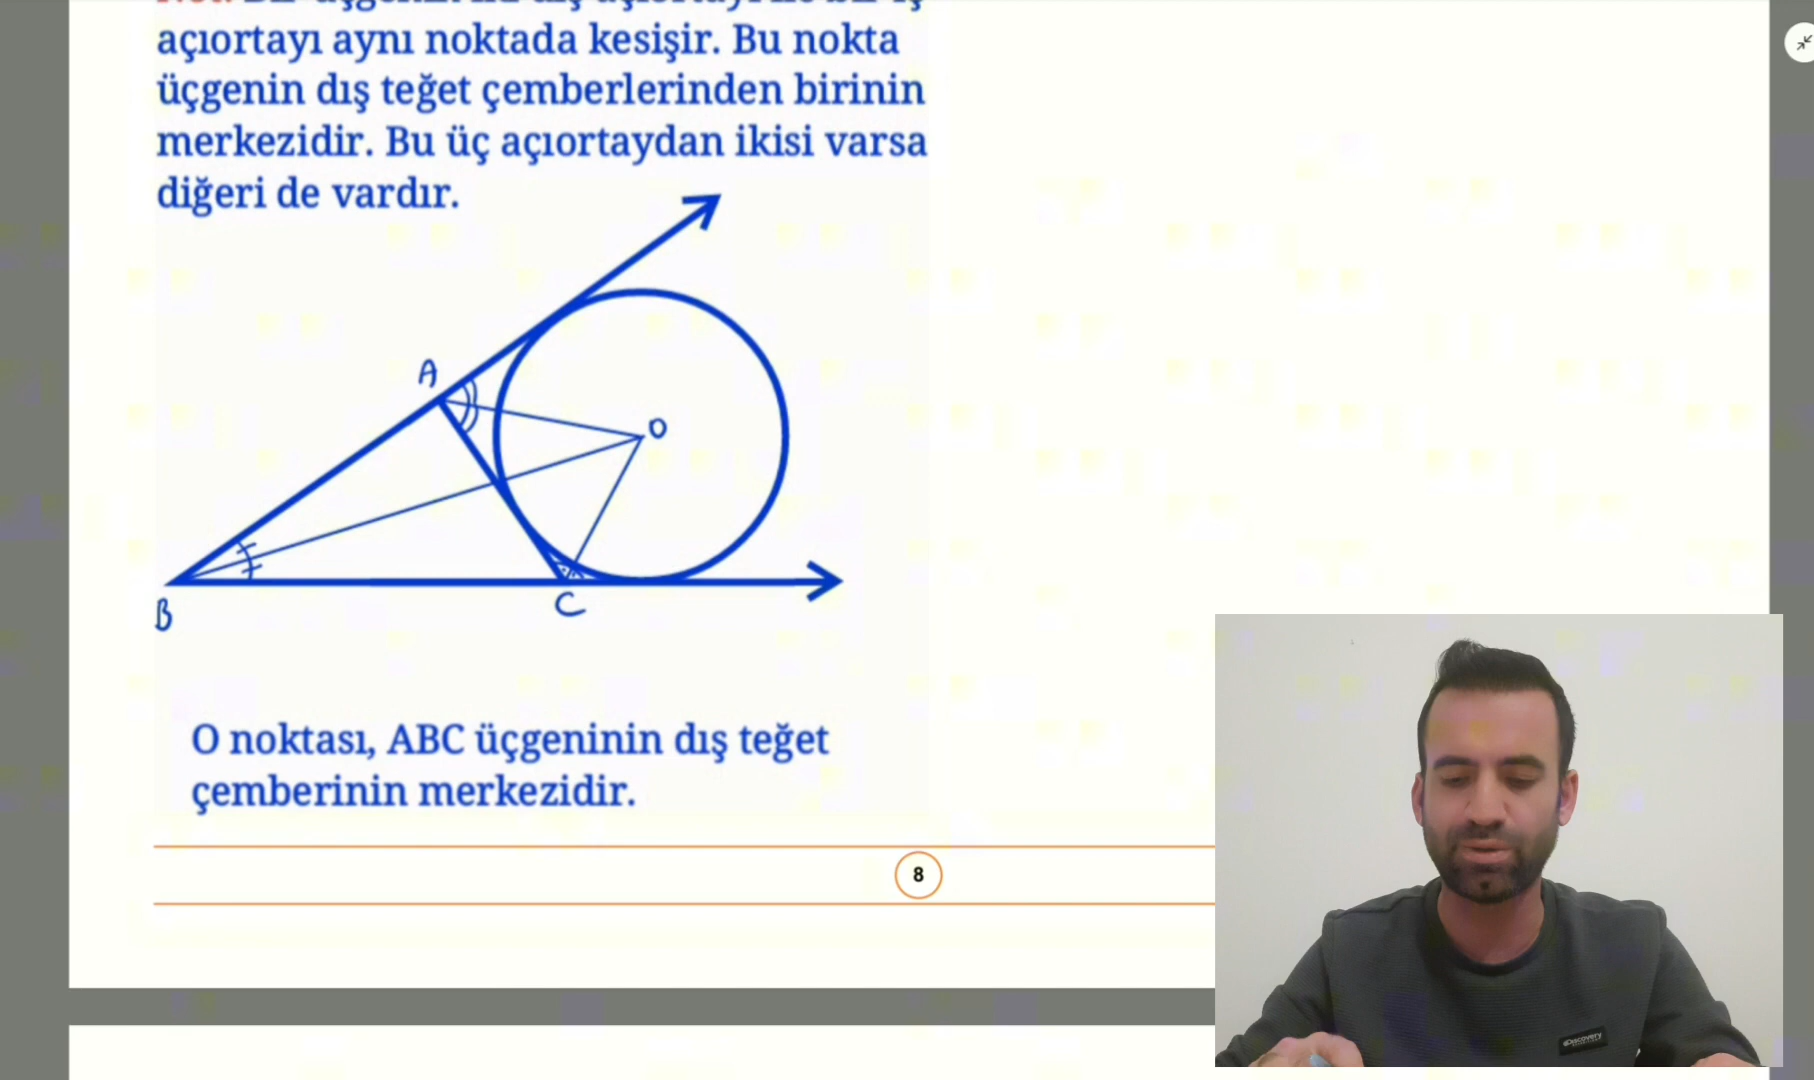 açıortayı aynı noktada kesişir. Bu nokta
üçgenin dış teğet çemberlerinden birinin
merkezidir. Bu üç açıortaydan ikisi varsa
diğeri de vardır.
A
O
B
C
O noktası, ABC üçgeninin dış teğet
çemberinin merkezidir.
8
Discovery